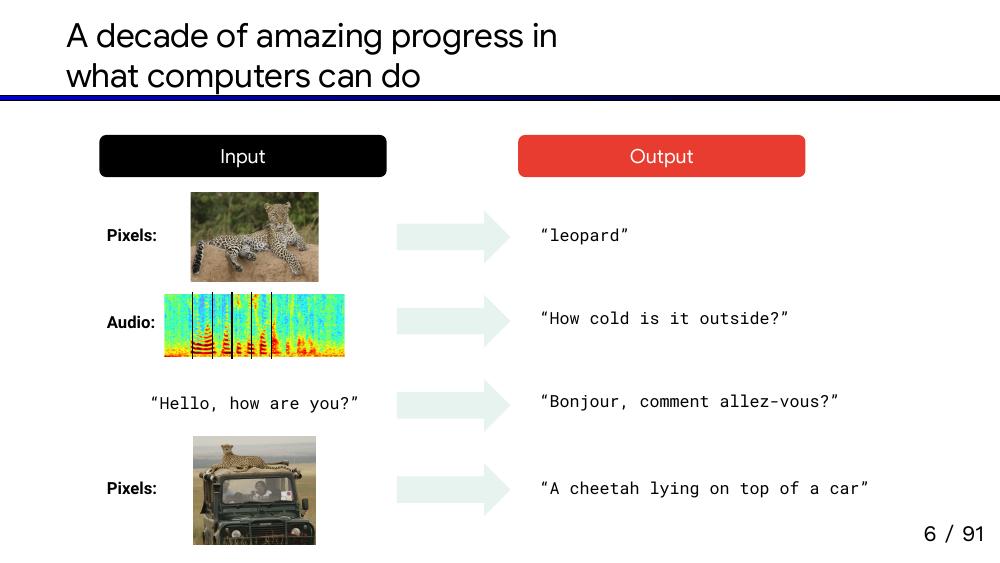 A decade of amazing progress in
what computers can do
Input
Output
Pixels:
“leopard”
Audio:
“How cold is it outside?”
“Hello, how are you?”
“Bonjour, comment allez-vous?”
Pixels:
“A cheetah lying on top of a car”
6 / 91